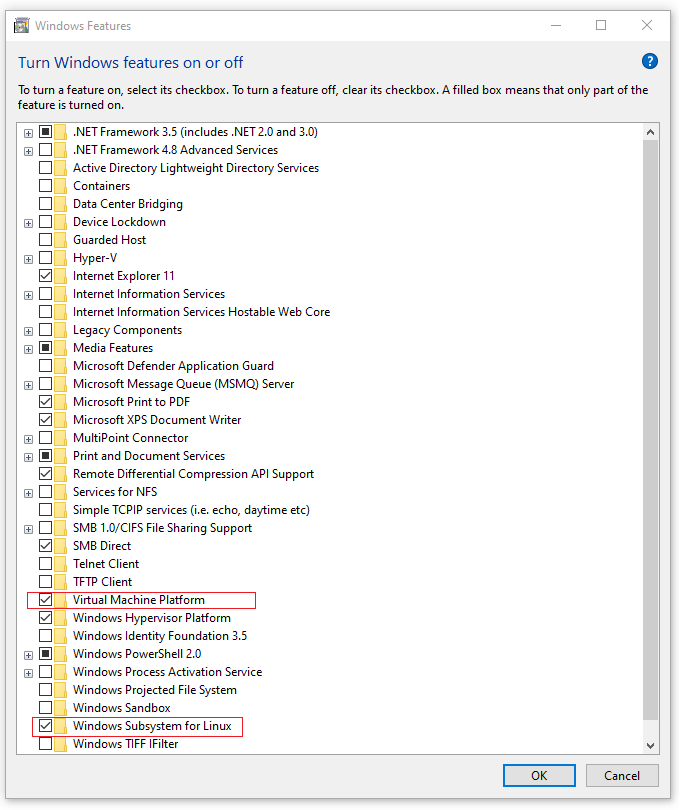 Windows Features
Turn Windows features on or off
?
To turn a feature on, select its checkbox. To turn a feature off, clear its checkbox. A filled box means that only part of the
feature is turned on.
.NET Framework 3.5 (includes .NET 2.0 and 3.0)
.NET Framework 4.8 Advanced Services
Active Directory Lightweight Directory Services
Containers
Data Center Bridging
Device Lockdown
Guarded Host
Hyper-V
Internet Explorer 11
Internet Information Services
Internet Information Services Hostable Web Core
Legacy Components
Media Features
Microsoft Defender Application Guard
Microsoft Message Queue (MSMQ) Server
Microsoft Print to PDF
Microsoft XPS Document Writer
MultiPoint Connector
Print and Document Services
Remote Differential Compression API Support
Services for NFS
Simple TCPIP services (i.e. echo, daytime etc)
SMB 1.0/CIFS File Sharing Support
SMB Direct
Telnet Client
TFTP Client
Virtual Machine Platform
Windows Hypervisor Platform
Windows Identity Foundation 3.5
Windows PowerShell 2.0
Windows Process Activation Service
Windows Projected File System
Windows Sandbox
Windows Subsystem for Linux
Windows TIFF IFilter
OK
Cancel